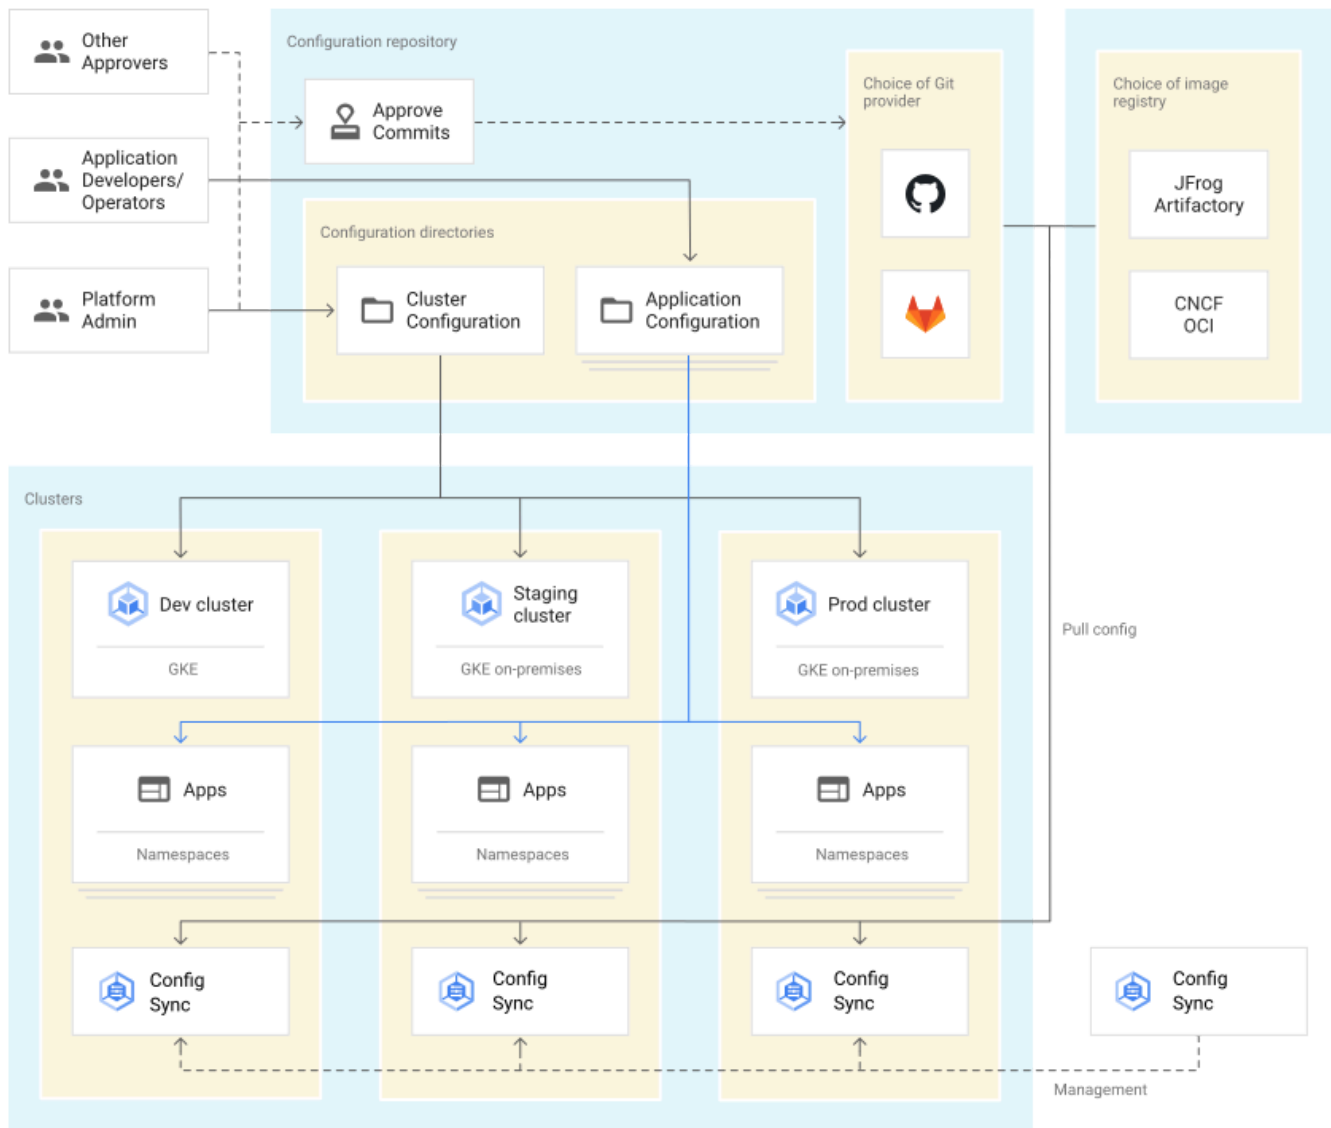 Other
Approvers
Application
Developers/
Operators
Platform
Admin
Configuration repository
Approve
Commits
Configuration directories
Cluster
Configuration
Application
Configuration
Choice of Git
provider
Choice of image
registry
JFrog
Artifactory
CNCF
OCI
Clusters
Dev cluster
GKE
Staging
cluster
GKE on-premises
Prod cluster
GKE on-premises
Pull config
Apps
Namespaces
Apps
Namespaces
Apps
Namespaces
Config
Sync
Config
Sync
Config
Sync
Config
Sync
Management